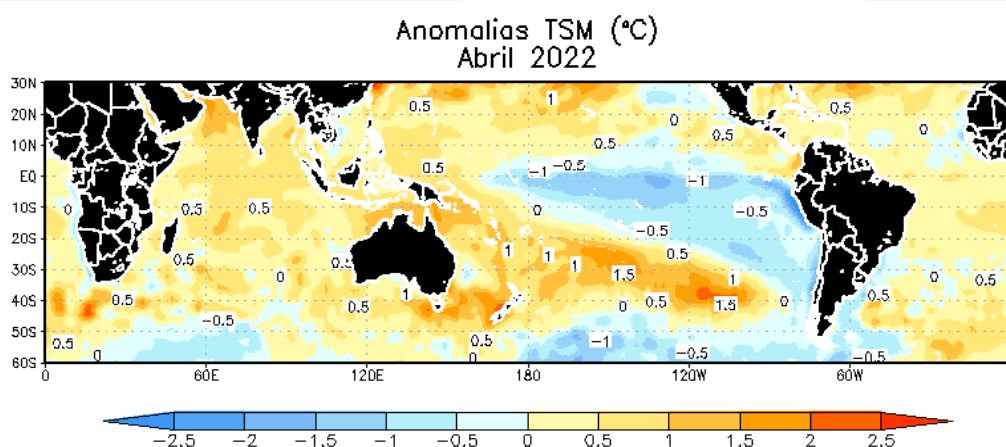 Anomalias TSM (°C)
Abril 2022
30N
20N
10N
EQ
10S
20S
30S
40S
50S
60S
0.5 1 0.5
0 0.5
0.5 0.5
-1 -0.5 -1
0 0.5 0.5 0 -0.5
-0.5
0.5 0.5 1 1 1 0.5
0 1.5 1 0 0
0.5 0.5 1 0 0.5 1.5 0 0.5 0.5
-0.5
0.5 0 0.5 0 -1 -0.5 -0.5
0 60E 120E 180 120W 60W
-2.5 -2 -1.5 -1 -0.5 0 0.5 1 1.5 2 2.5